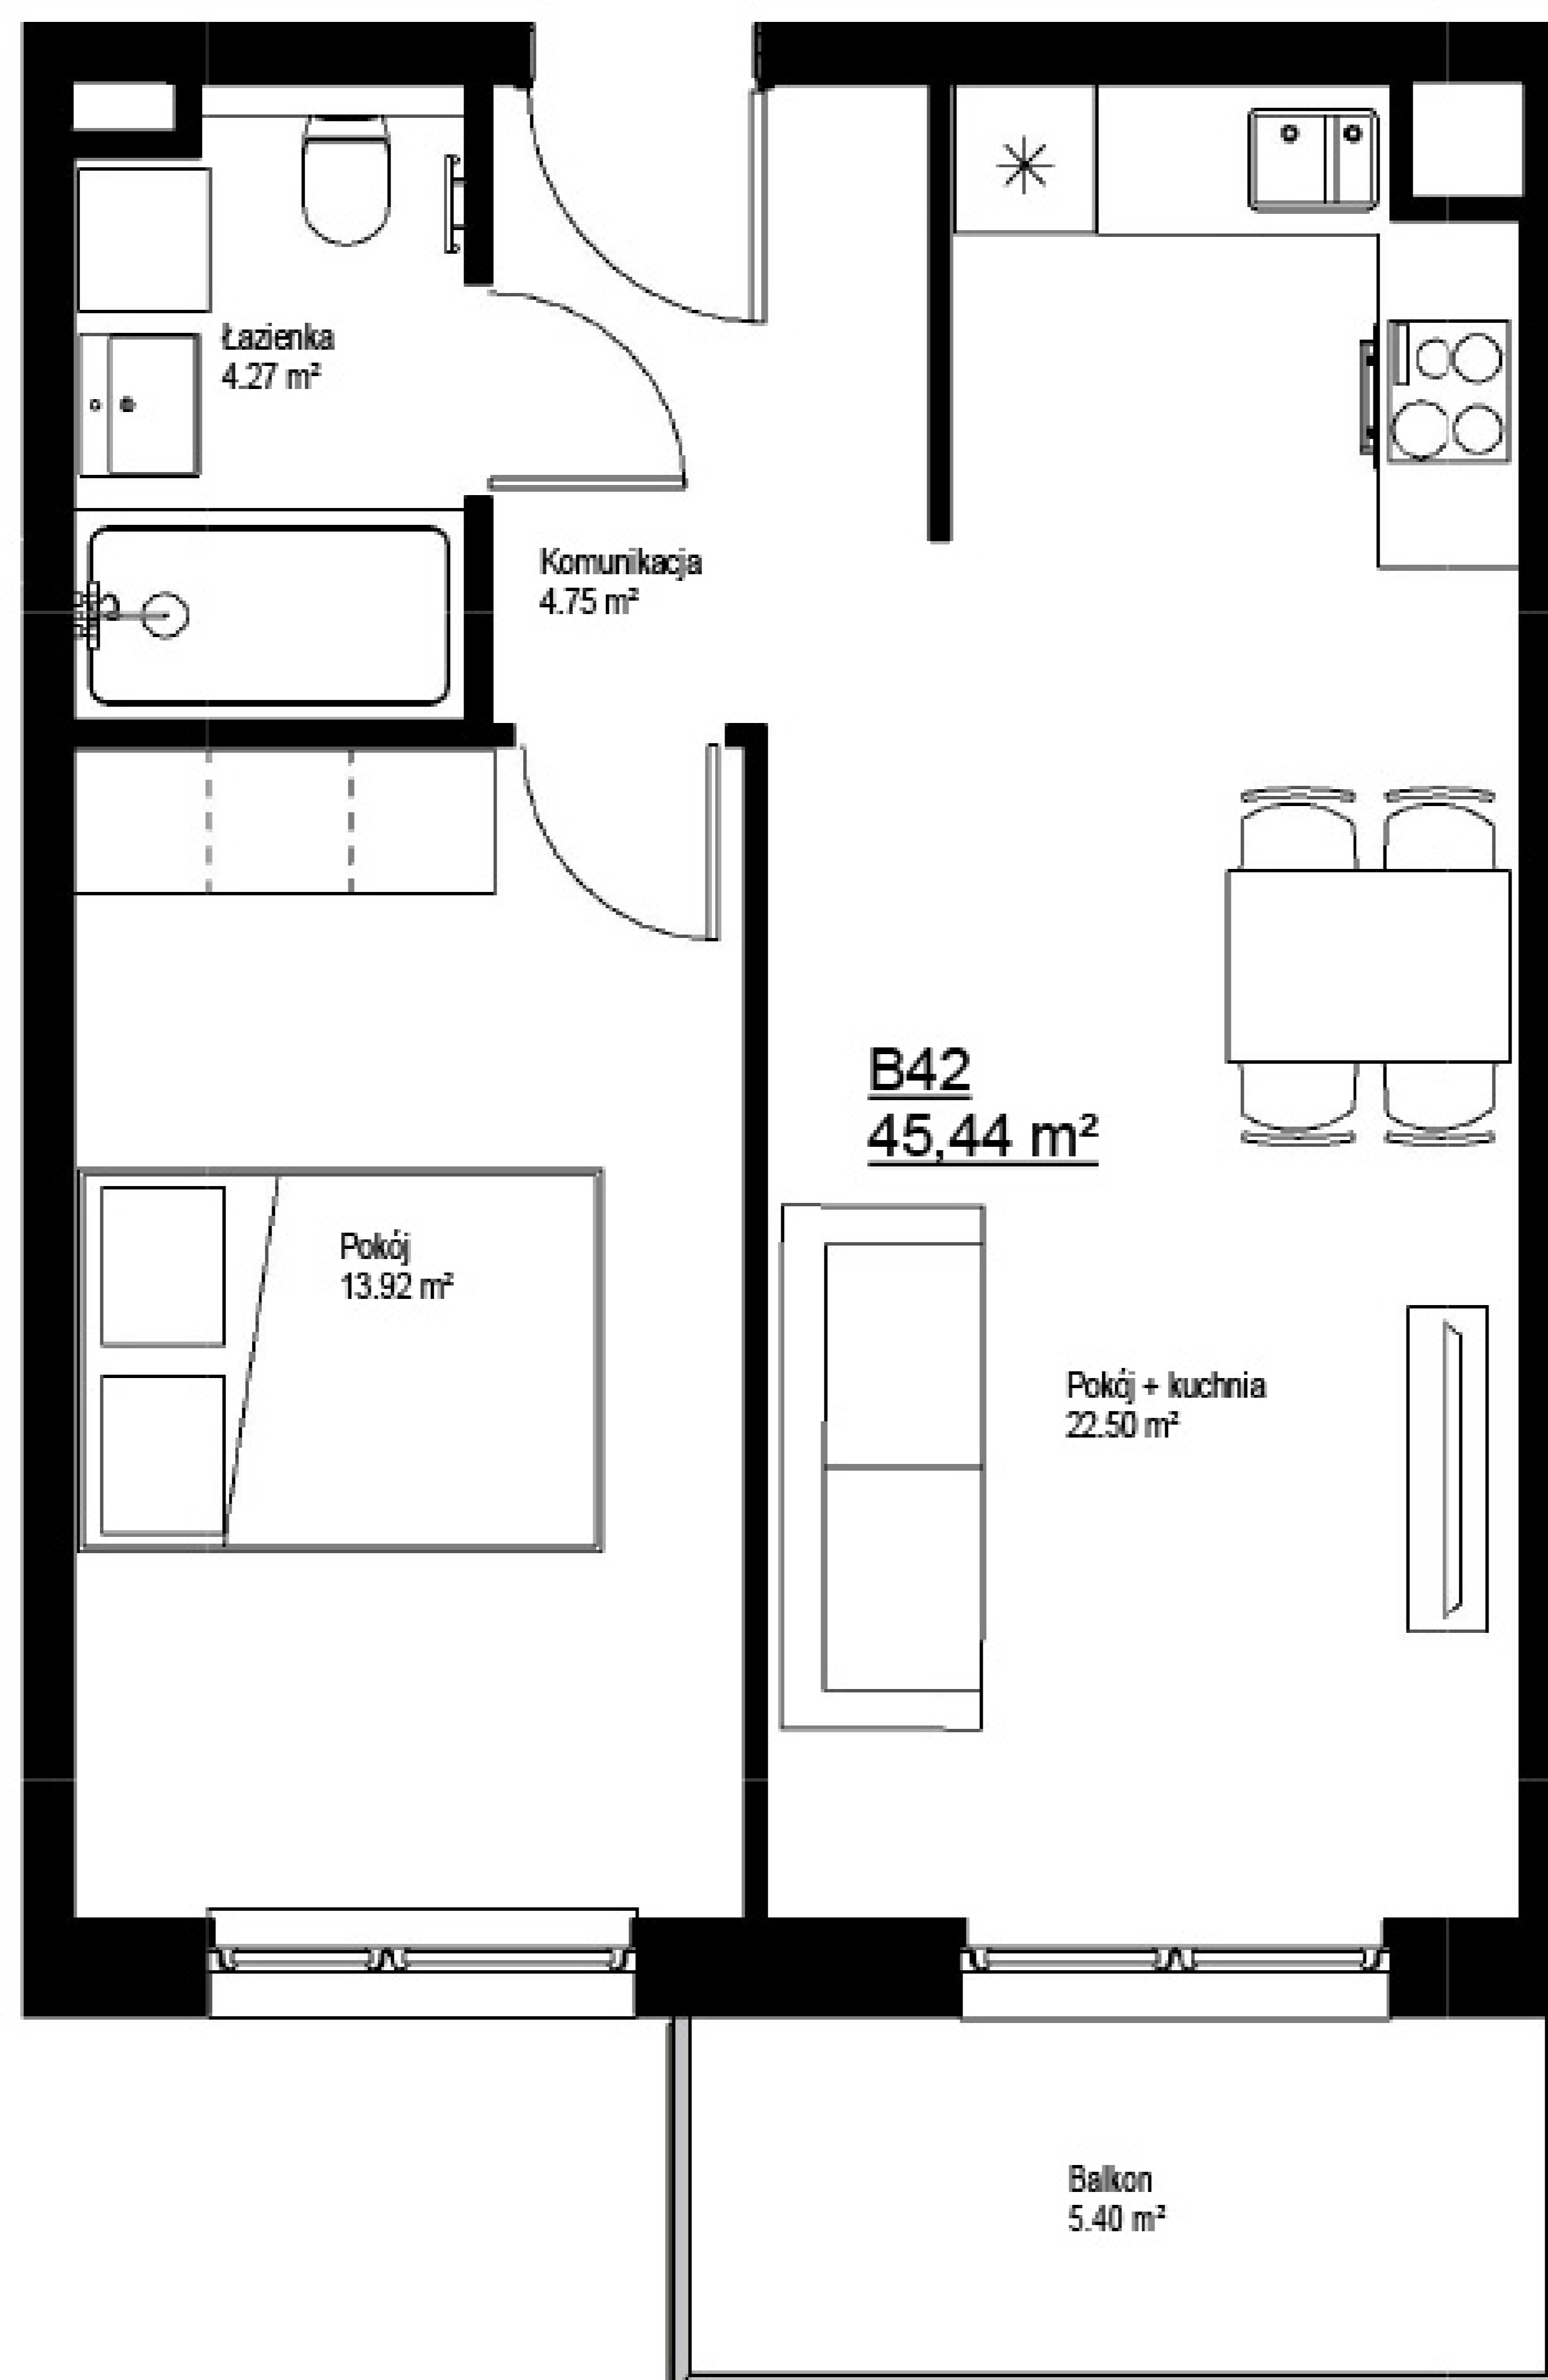 Łazienka
4.27 m²
Komunikacja
4.75 m²
B42
45,44 m²
Pokój
13.92 m²
Pokój + kuchnia
22.50 m²
Balkon
5.40 m²